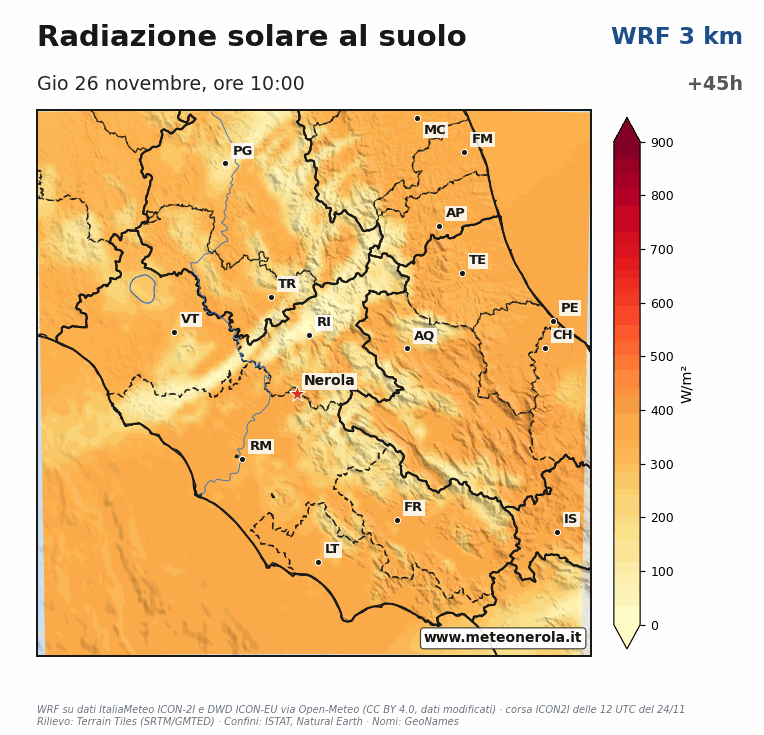 Radiazione solare al suolo
WRF 3 km
Gio 26 novembre, ore 10:00
+45h
MC
FM
PG
AP
TE
TR
PE
VT
RI
AQ
CH
Nerola
RM
FR
IS
LT
www.meteonerola.it
900
800
700
600
500
400
300
200
100
0
W/m²
WRF su dati ItaliaMeteo ICON-2I e DWD ICON-EU via Open-Meteo (CC BY 4.0, dati modificati) · corsa ICON2I delle 12 UTC del 24/11
Rilievo: Terrain Tiles (SRTM/GMTED) · Confini: ISTAT, Natural Earth · Nomi: GeoNames